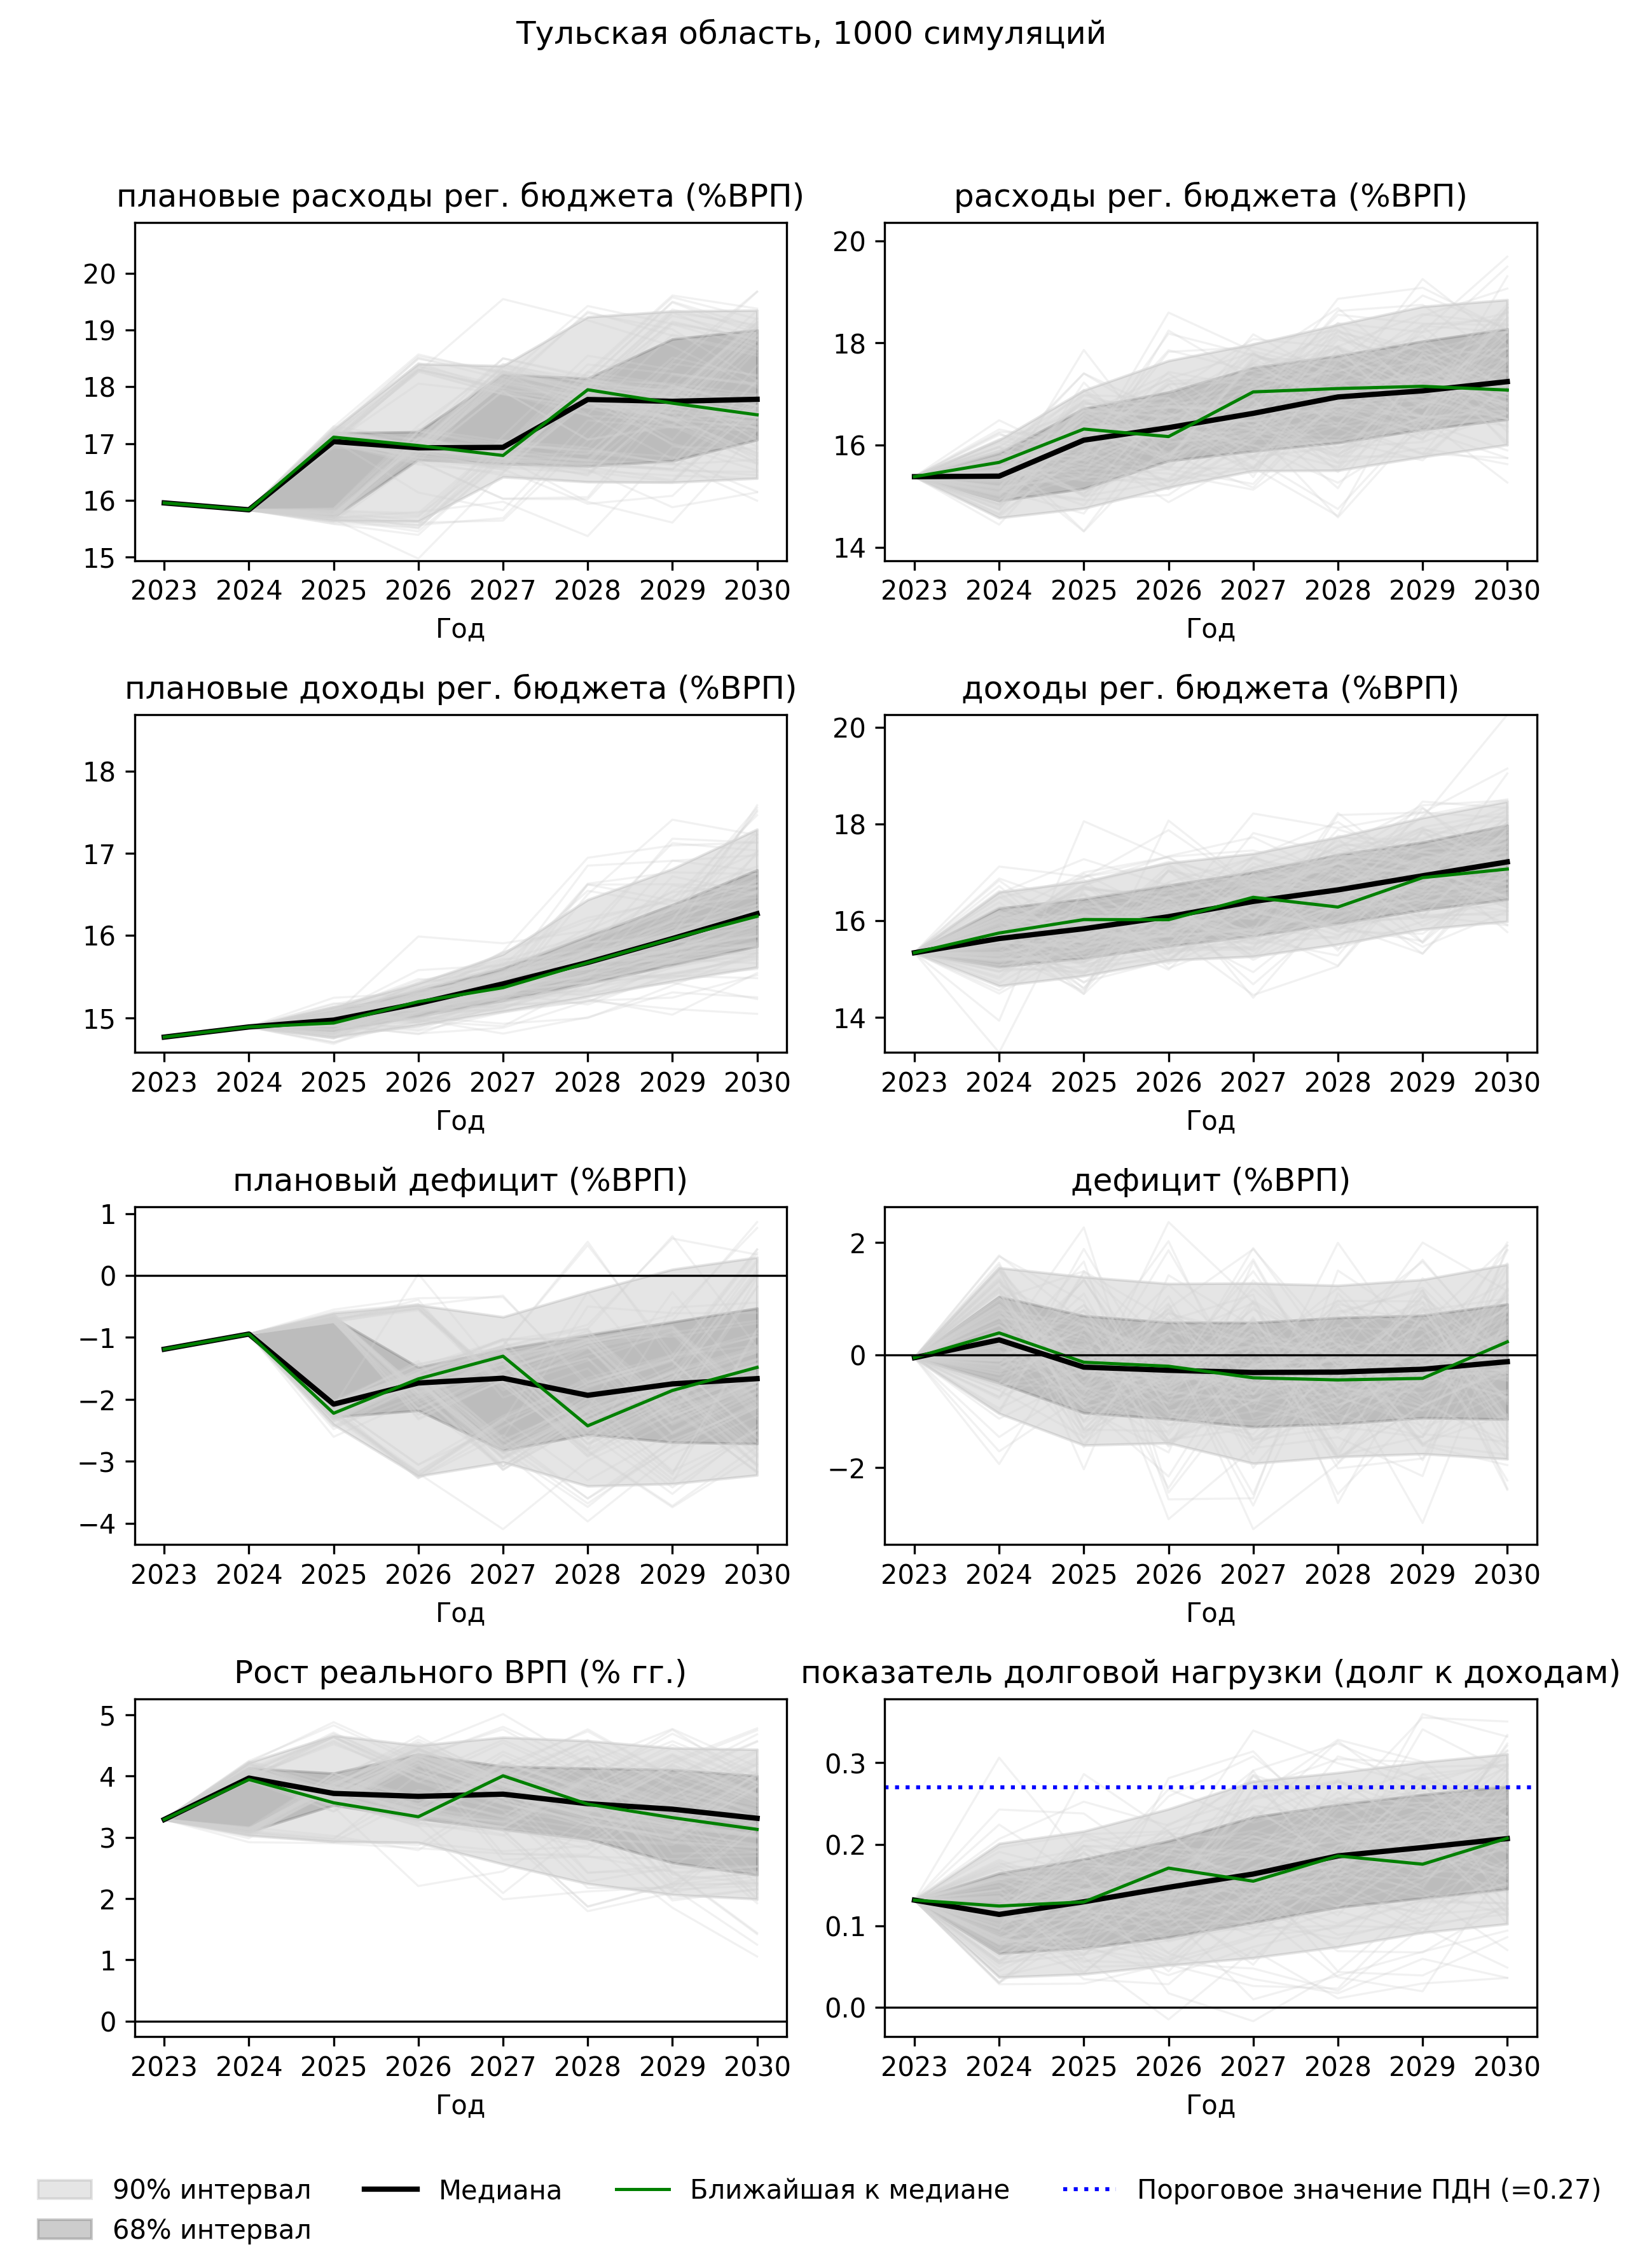 Тульская область, 1000 симуляций
плановые расходы рег. бюджета (%ВРП)
20
19
18
17
16
15
2023 2024 2025 2026 2027 2028 2029 2030
Год
расходы рег. бюджета (%ВРП)
20
18
16
14
2023 2024 2025 2026 2027 2028 2029 2030
Год
плановые доходы рег. бюджета (%ВРП)
18
17
16
15
2023 2024 2025 2026 2027 2028 2029 2030
Год
доходы рег. бюджета (%ВРП)
20
18
16
14
2023 2024 2025 2026 2027 2028 2029 2030
Год
плановый дефицит (%ВРП)
1
0
−1
−2
−3
−4
2023 2024 2025 2026 2027 2028 2029 2030
Год
дефицит (%ВРП)
2
0
−2
2023 2024 2025 2026 2027 2028 2029 2030
Год
Рост реального ВРП (% гг.)
5
4
3
2
1
0
2023 2024 2025 2026 2027 2028 2029 2030
Год
показатель долговой нагрузки (долг к доходам)
0.3
0.2
0.1
0.0
2023 2024 2025 2026 2027 2028 2029 2030
Год
90% интервал
68% интервал
Медиана
Ближайшая к медиане
Пороговое значение ПДН (=0.27)